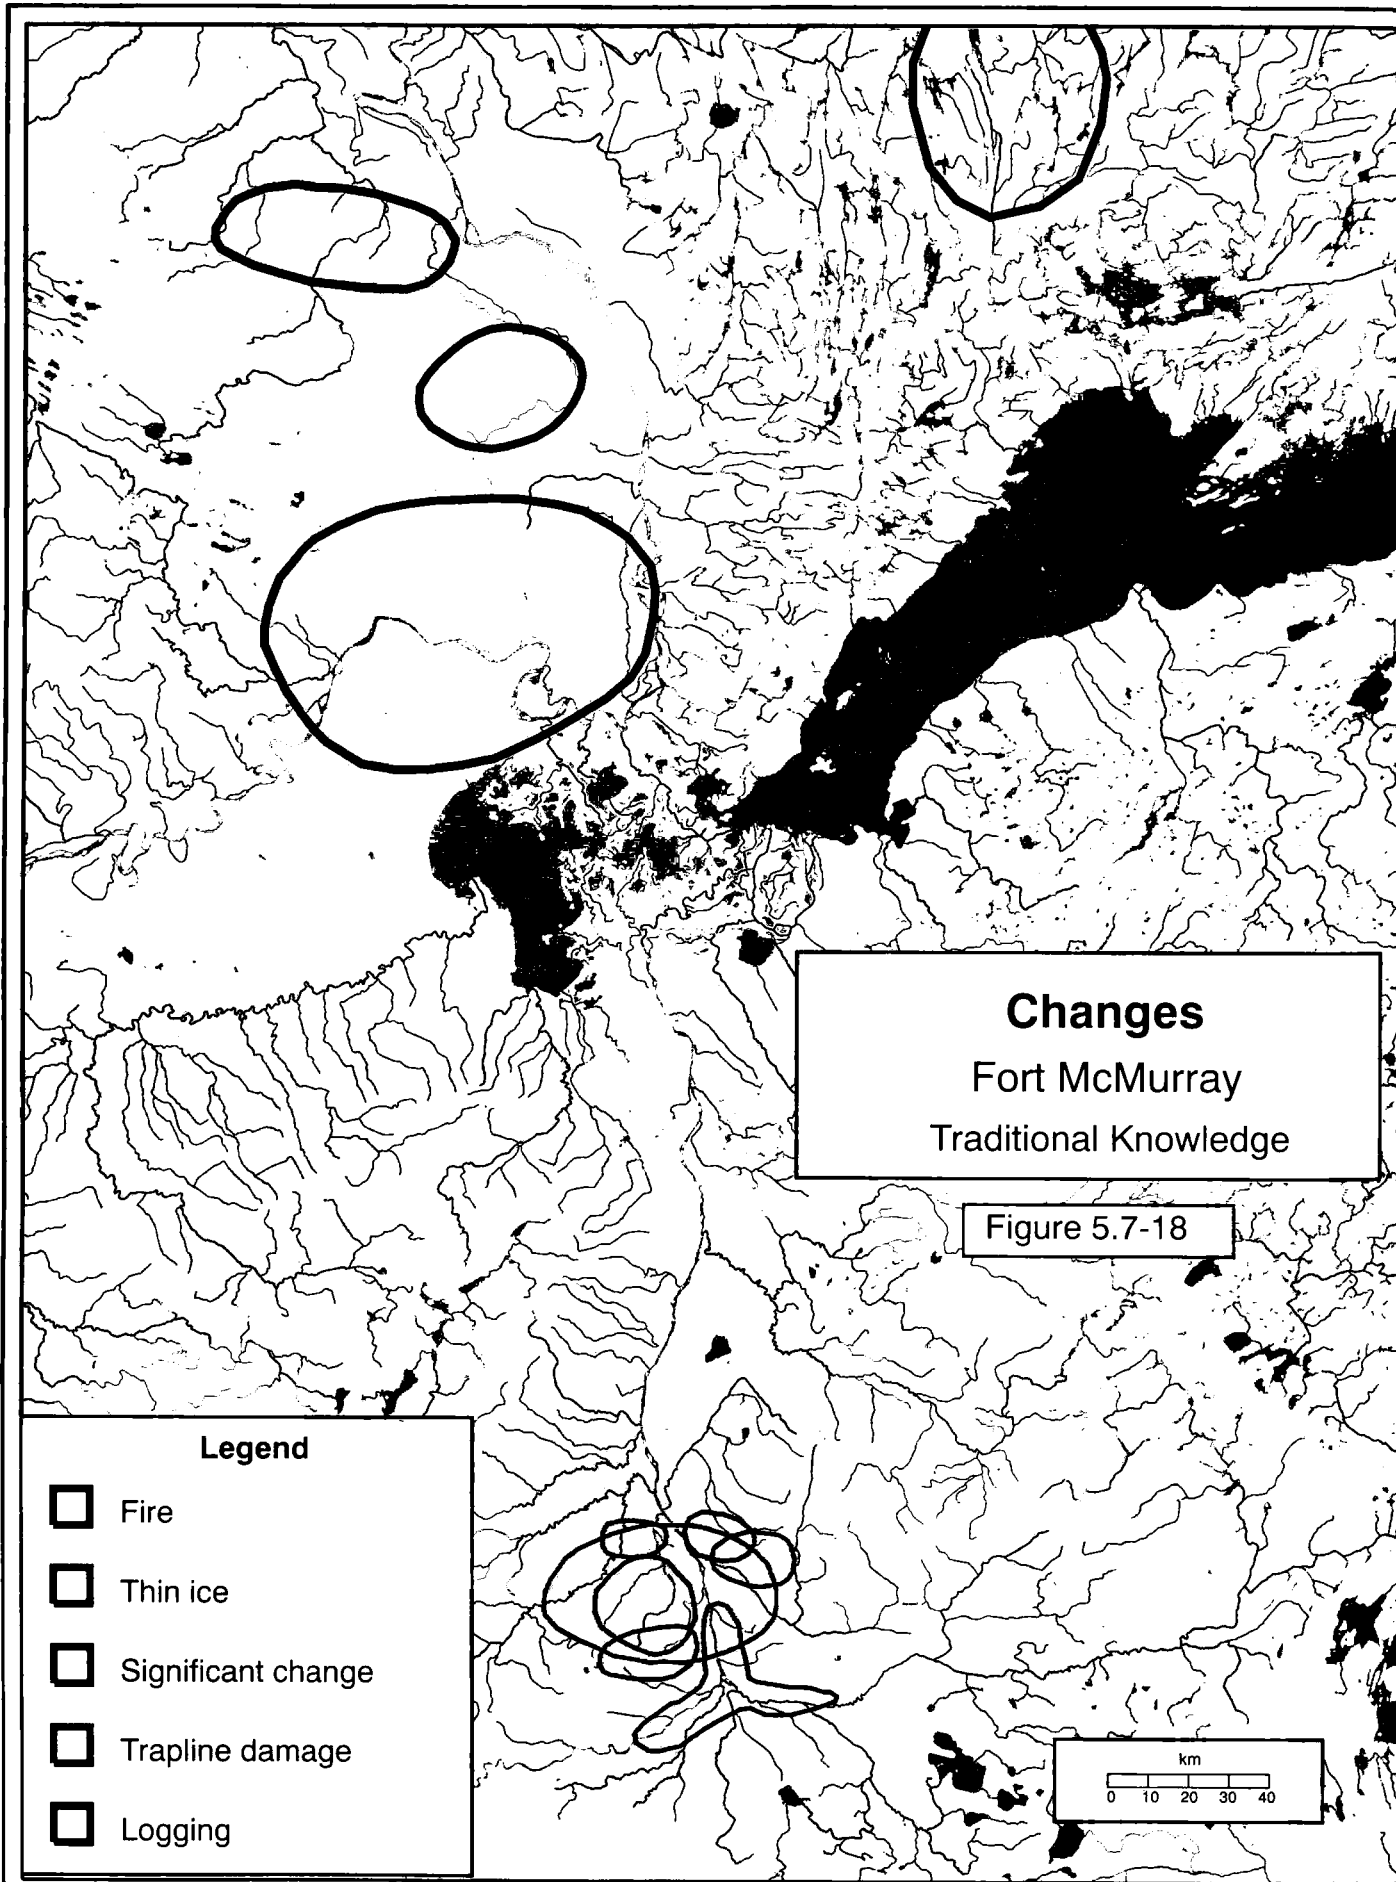 Changes
Fort McMurray
Traditional Knowledge
Figure 5.7-18
Legend
Fire
Thin ice
Significant change
Trapline damage
Logging
km
0 10 20 30 40